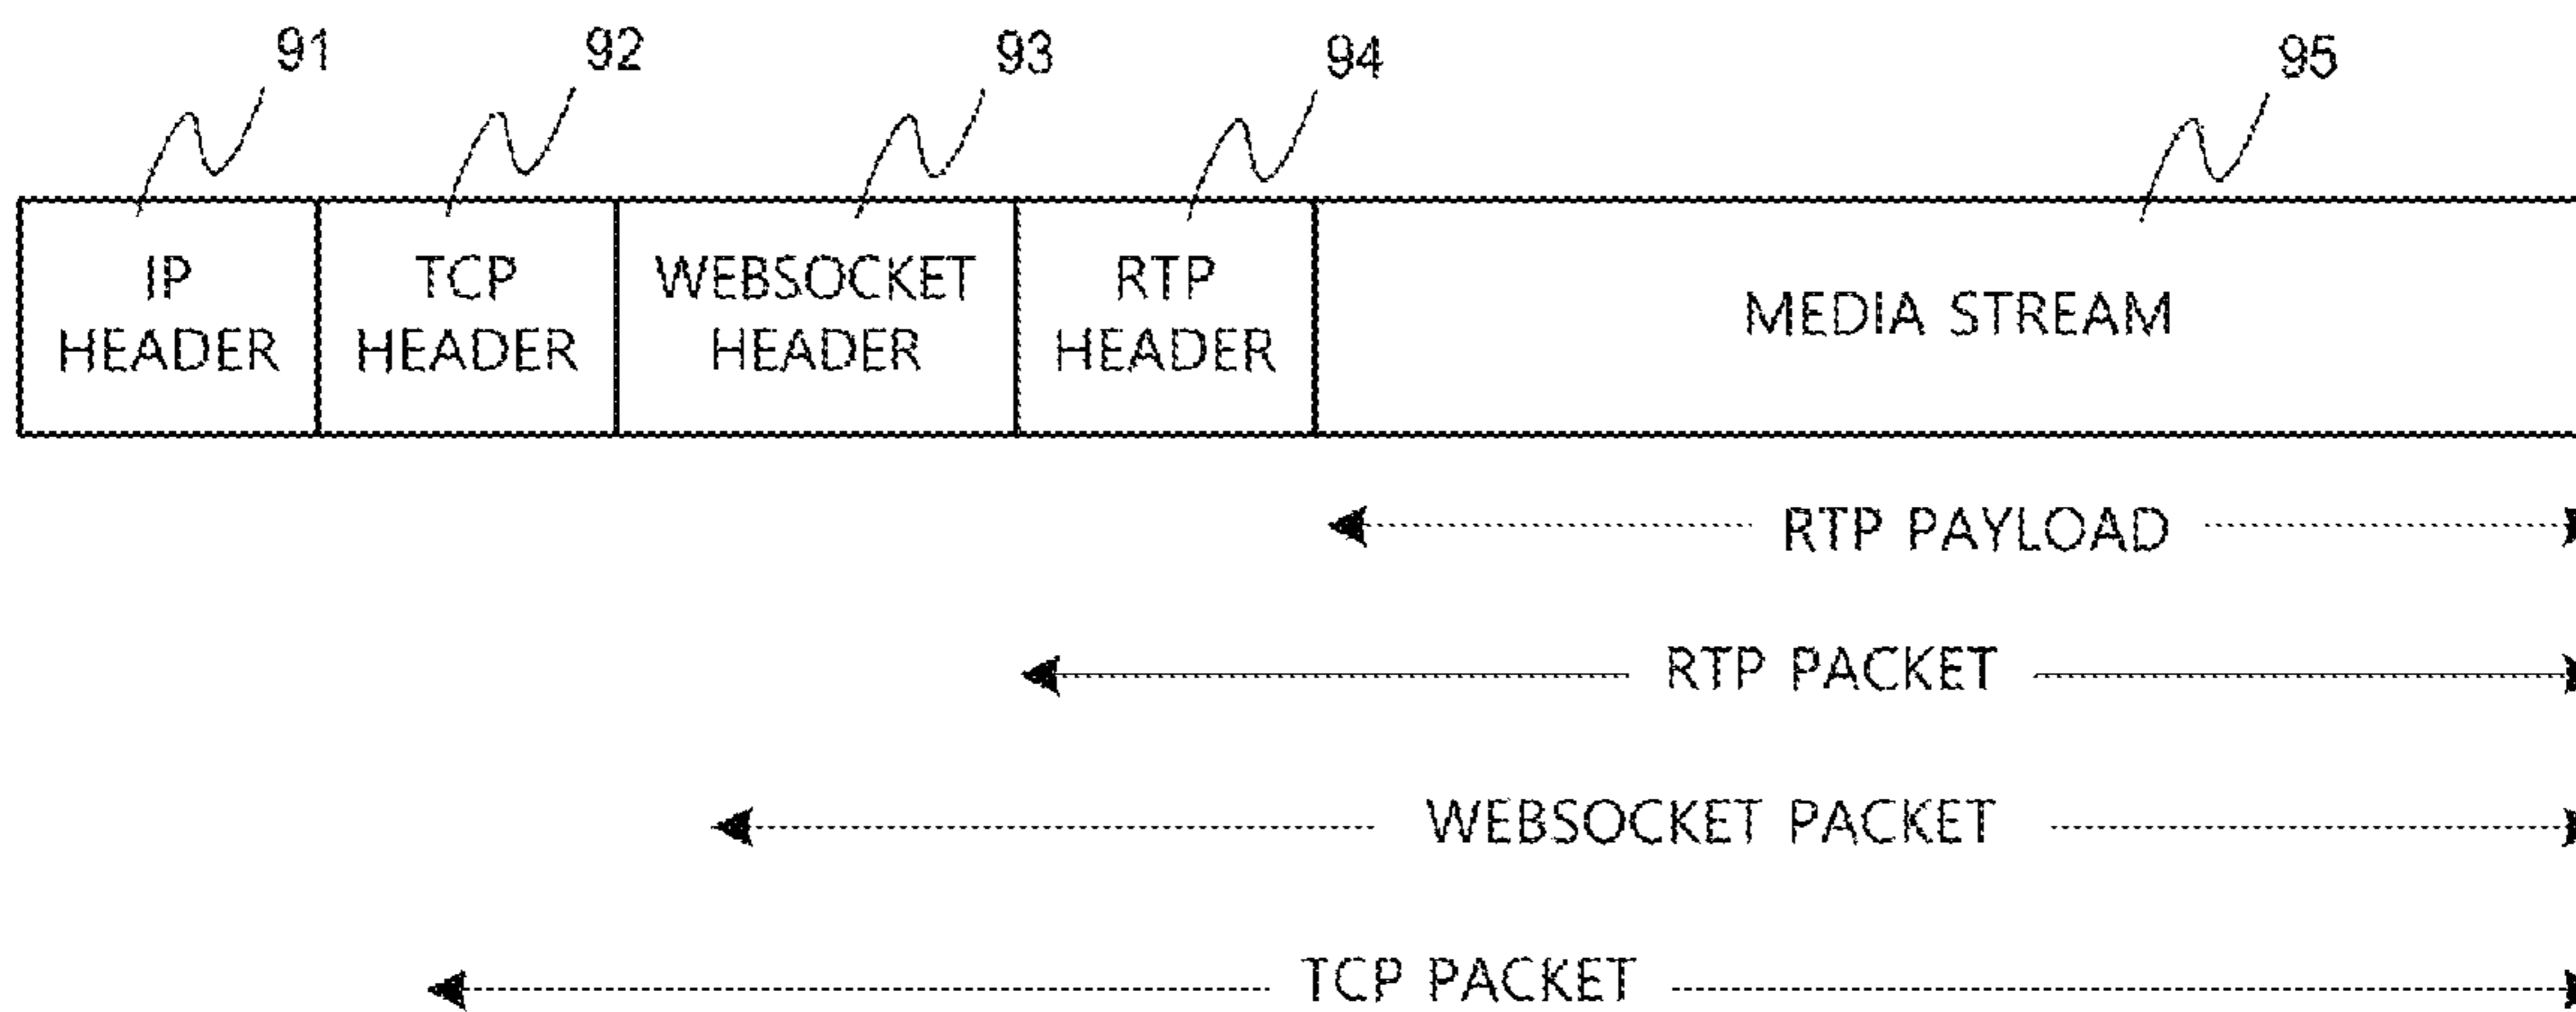 91
92
93
94
95
IP
HEADER
TCP
HEADER
WEBSOCKET
HEADER
RTP
HEADER
MEDIA STREAM
RTP PAYLOAD
RTP PACKET
WEBSOCKET PACKET
TCP PACKET